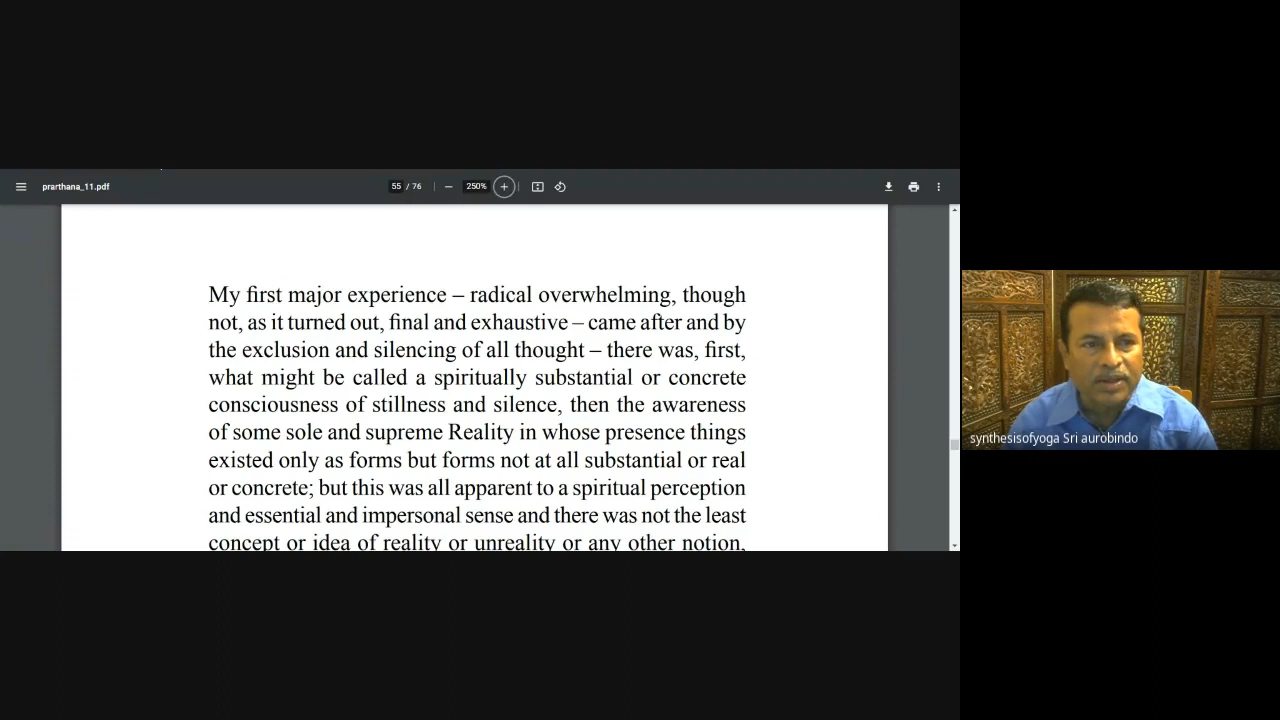 prarthana_11.pdf
55 / 76
250%
My first major experience – radical overwhelming, though
not, as it turned out, final and exhaustive – came after and by
the exclusion and silencing of all thought – there was, first,
what might be called a spiritually substantial or concrete
consciousness of stillness and silence, then the awareness
of some sole and supreme Reality in whose presence things
existed only as forms but forms not at all substantial or real
or concrete; but this was all apparent to a spiritual perception
and essential and impersonal sense and there was not the least
concept or idea of reality or unreality or any other notion,
synthesisofyoga Sri aurobindo